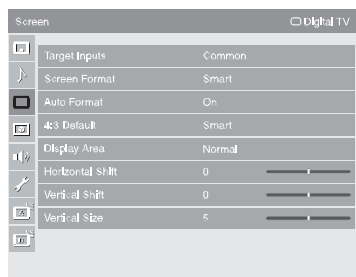 Screen Digital TV
Target Inputs Common
Screen Format Smart
Auto Format On
4:3 Default Smart
Display Area Normal
Horizontal Shift 0
Vertical Shift 0
Vertical Size 5